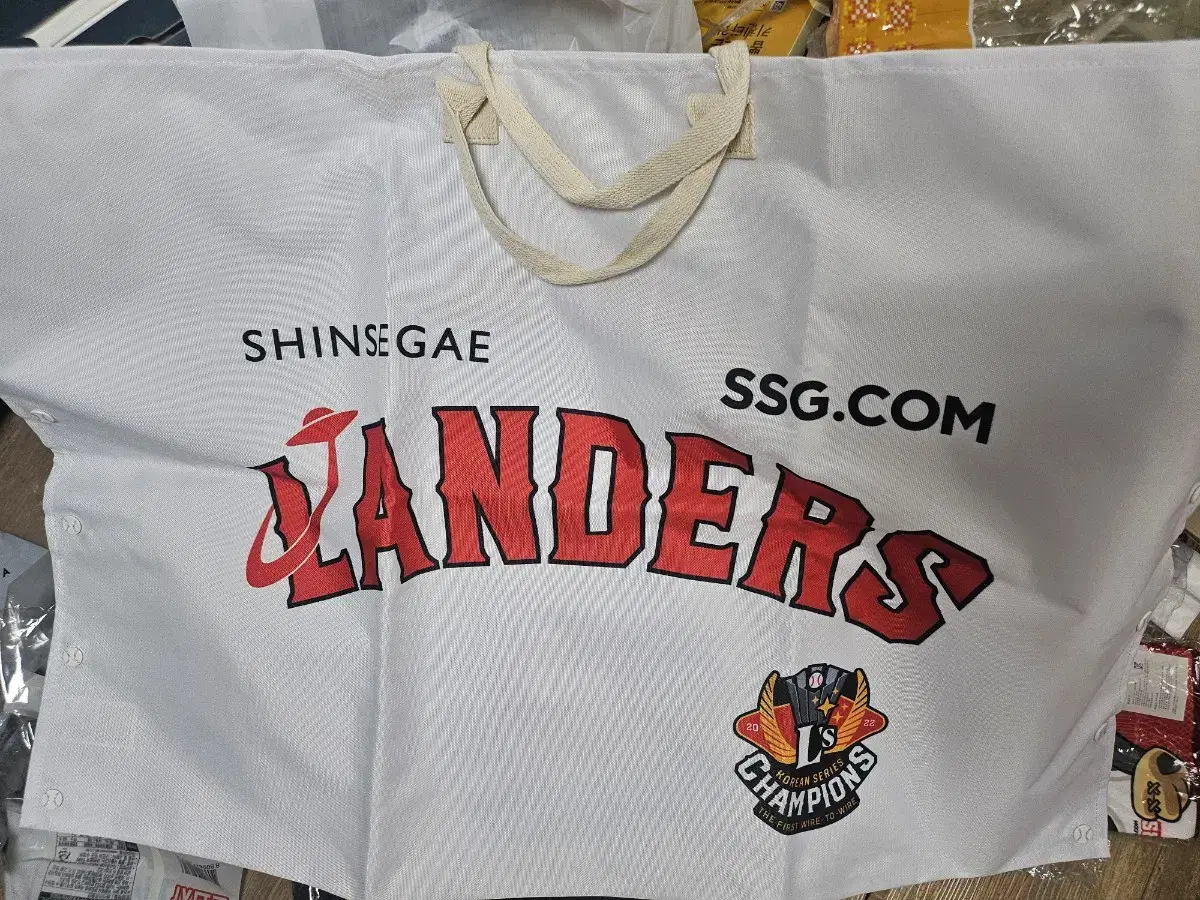 SHINSEGAE
SSG.COM
LANDERS
20 22
L's
KOREAN SERIES
CHAMPIONS
THE FIRST WIRE-TO-WIRE